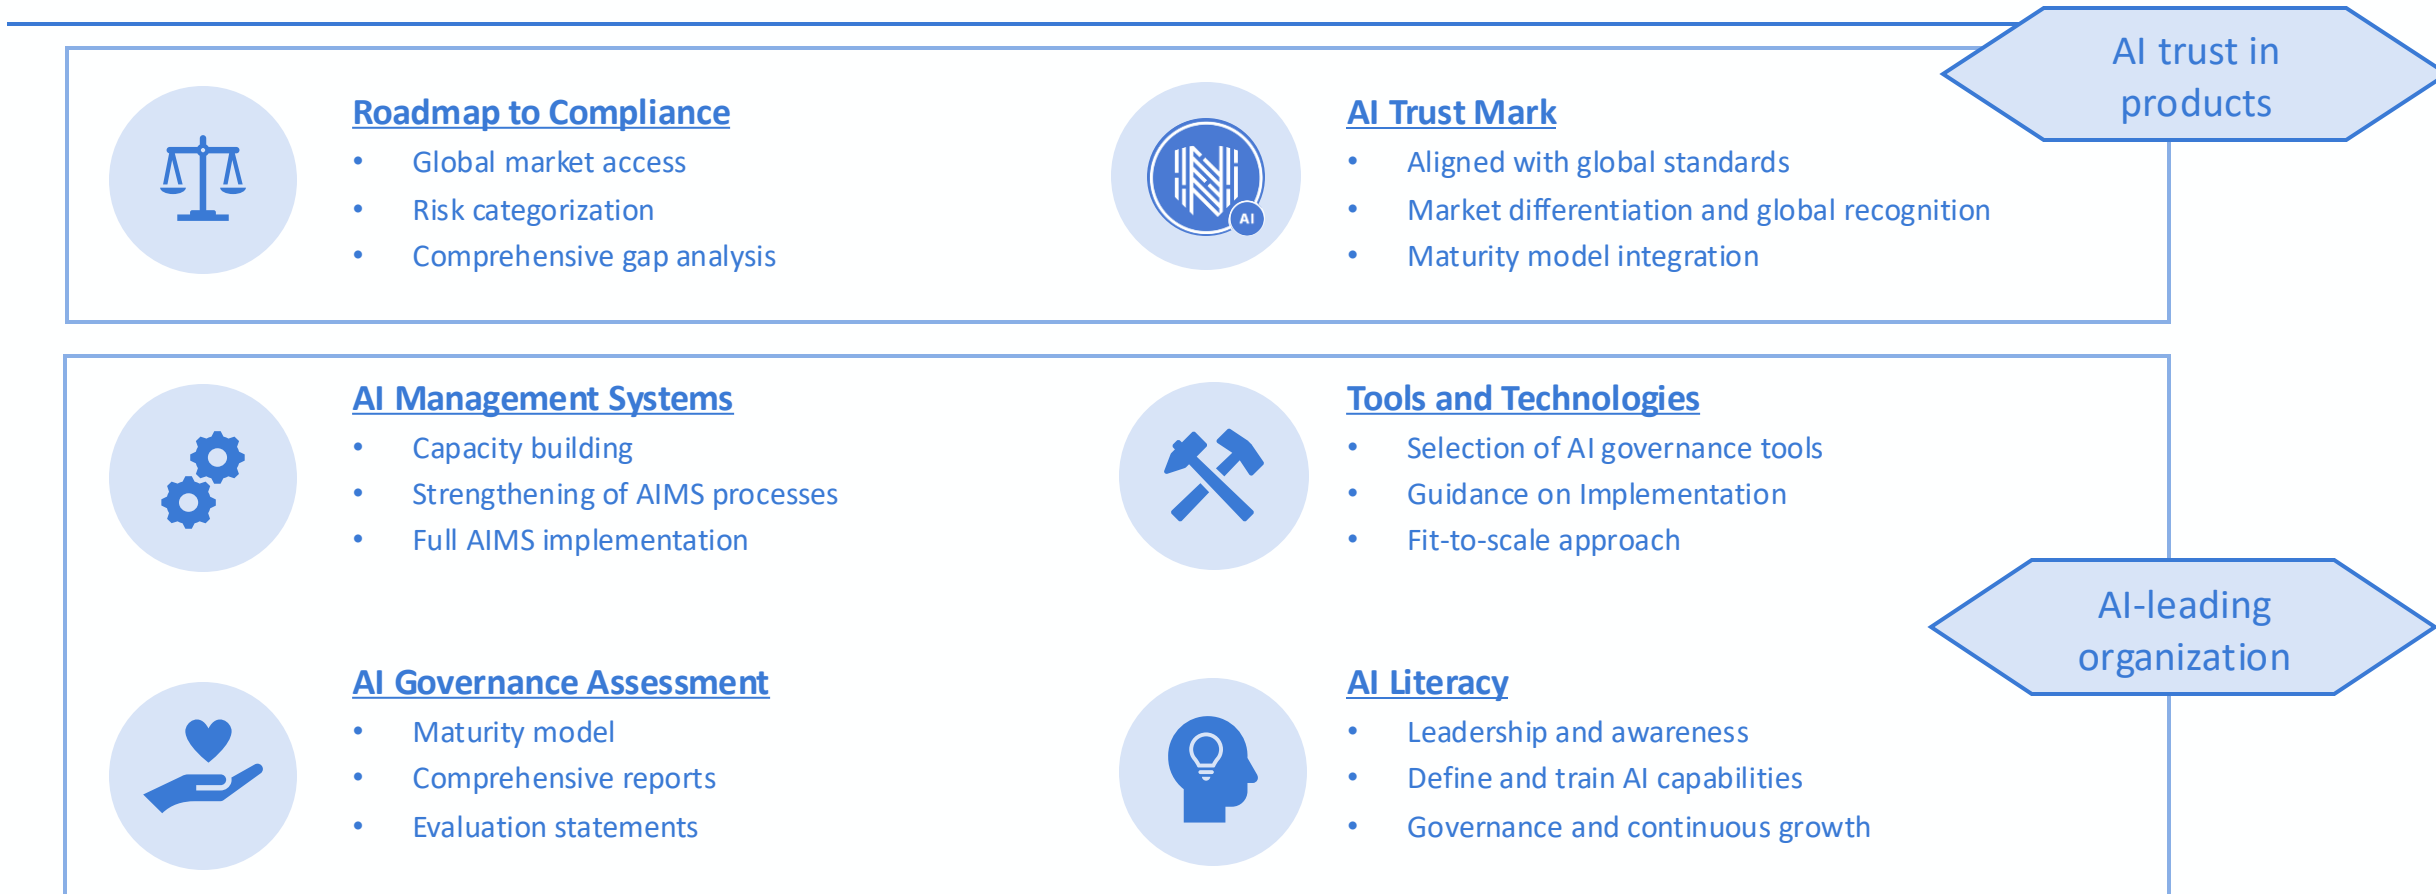 AI trust in
products
Roadmap to Compliance
• Global market access
• Risk categorization
• Comprehensive gap analysis
AI Trust Mark
• Aligned with global standards
• Market differentiation and global recognition
• Maturity model integration
AI
AI Management Systems
• Capacity building
• Strengthening of AIMS processes
• Full AIMS implementation
Tools and Technologies
• Selection of AI governance tools
• Guidance on Implementation
• Fit-to-scale approach
AI-leading
organization
AI Governance Assessment
• Maturity model
• Comprehensive reports
• Evaluation statements
AI Literacy
• Leadership and awareness
• Define and train AI capabilities
• Governance and continuous growth